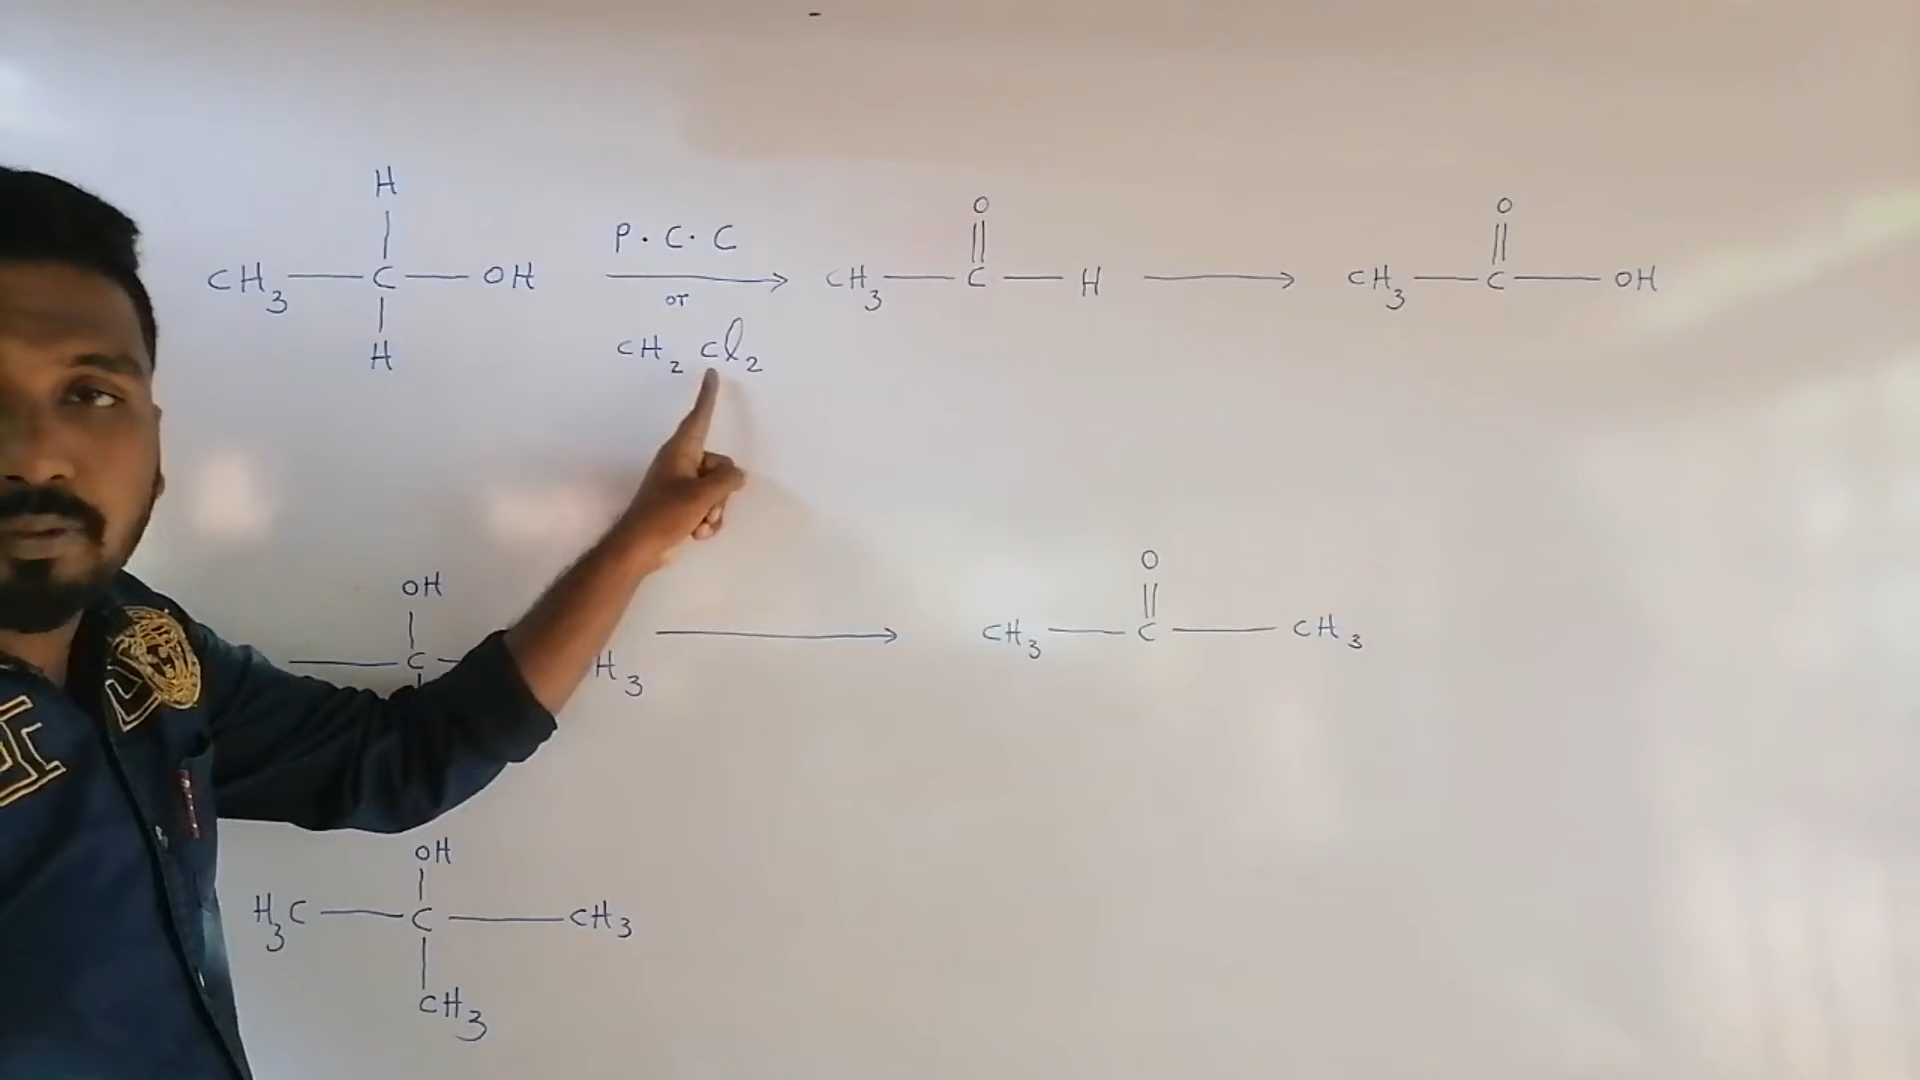 H
O
O
P.C.C
CH3 — C — OH → CH3 — C — H → CH3 — C — OH
or
H
CH2 Cl2
O
OH
C H3 → CH3 — C — CH3
OH
H3C — C — CH3
CH3